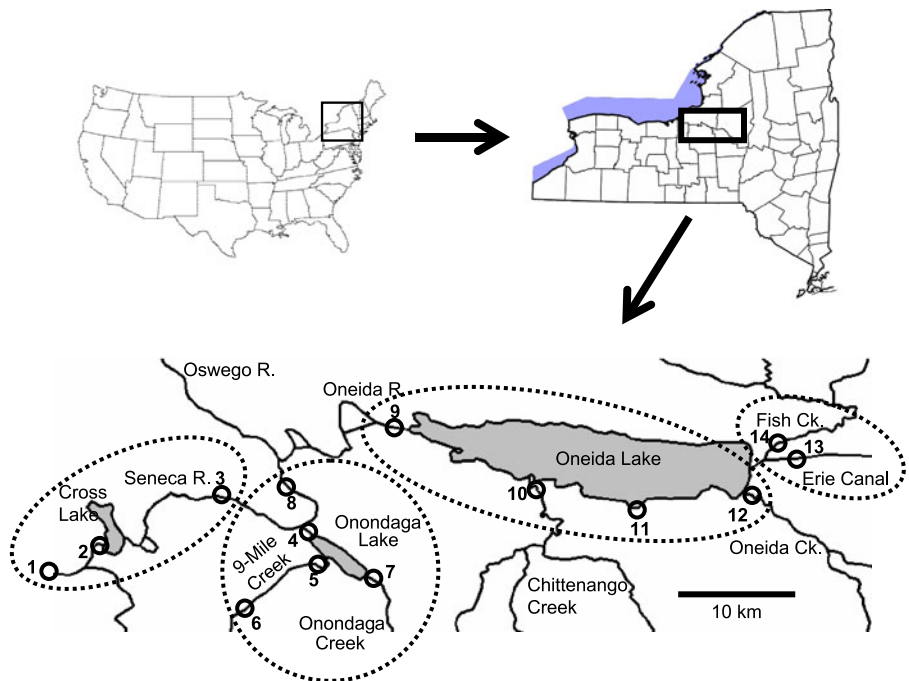 Oswego R.
Oneida R.
9
Fish Ck.
14
13
Erie Canal
Oneida Lake
Seneca R.
3
Cross
Lake
8
10
11
12
Oneida Ck.
Onondaga
Lake
4
9-Mile
Creek
2
1
5
7
6
Chittenango
Creek
10 km
Onondaga
Creek